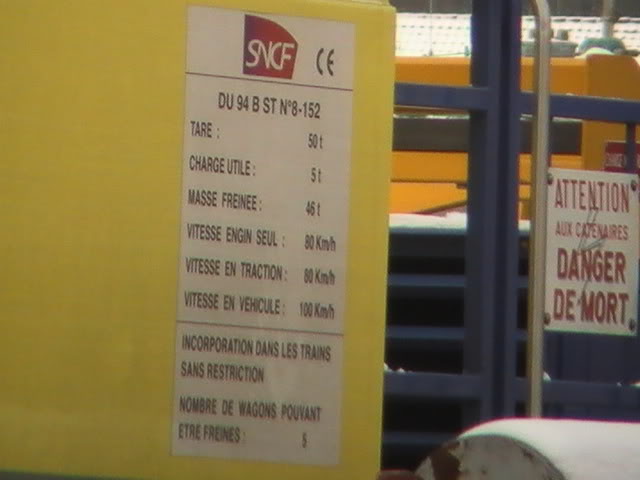 SNCF CE
DU 94 B ST N°8-152
TARE : 50 t
CHARGE UTILE : 5 t
MASSE FREINEE : 46 t
VITESSE ENGIN SEUL : 80 Km/h
VITESSE EN TRACTION : 80 Km/h
VITESSE EN VEHICULE : 100 Km/h
INCORPORATION DANS LES TRAINS
SANS RESTRICTION
NOMBRE DE WAGONS POUVANT
ETRE FREINES : 5
ATTENTION
AUX CATENAIRES
DANGER
DE MORT